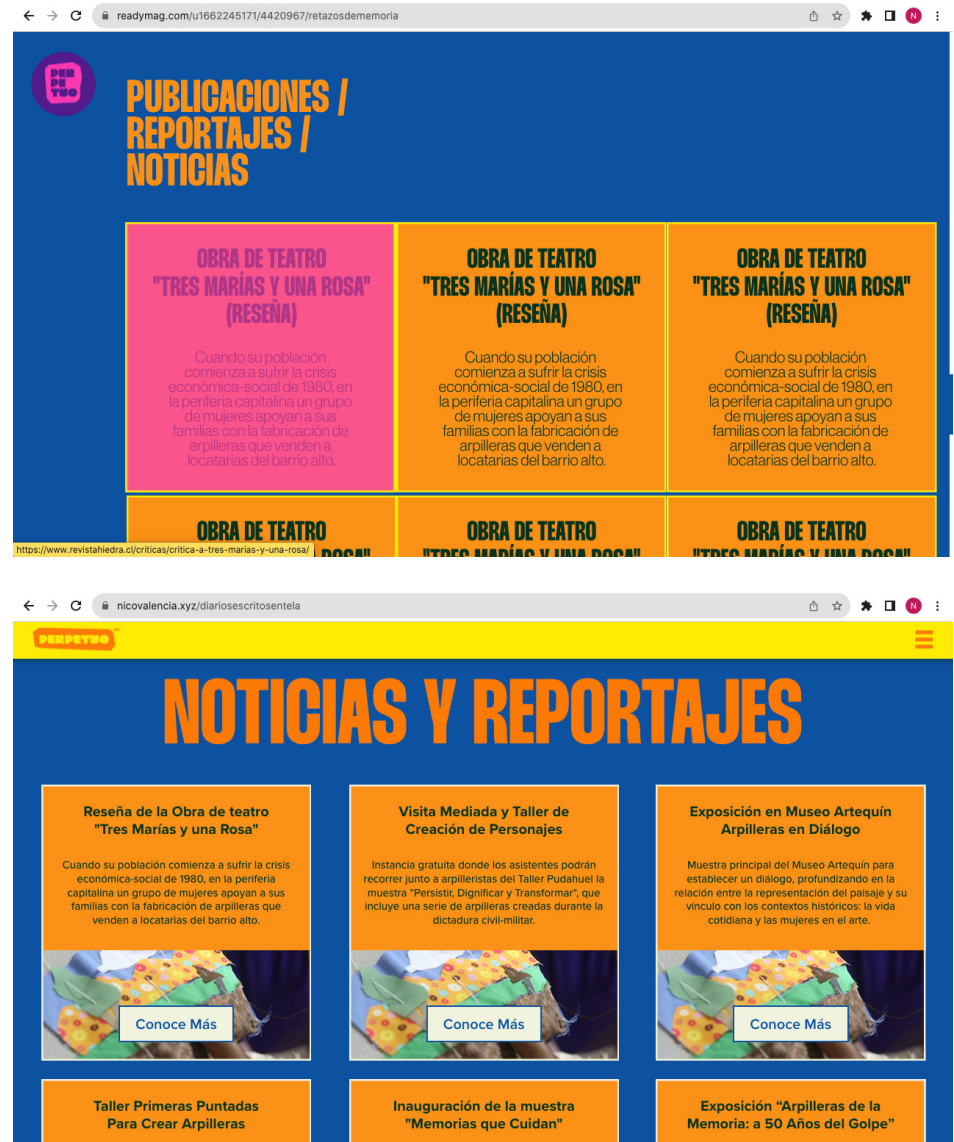 readymag.com/u1662245171/4420967/retazosdememoria
N
PER
PE
TUO
PUBLICACIONES /
REPORTAJES /
NOTICIAS
OBRA DE TEATRO
"TRES MARÍAS Y UNA ROSA"
(RESEÑA)
Cuando su población
comienza a sufrir la crisis
económica-social de 1980, en
la periferia capitalina un grupo
de mujeres apoyan a sus
familias con la fabricación de
arpilleras que venden a
locatarias del barrio alto.
OBRA DE TEATRO
"TRES MARÍAS Y UNA ROSA"
(RESEÑA)
Cuando su población
comienza a sufrir la crisis
económica-social de 1980, en
la periferia capitalina un grupo
de mujeres apoyan a sus
familias con la fabricación de
arpilleras que venden a
locatarias del barrio alto.
OBRA DE TEATRO
"TRES MARÍAS Y UNA ROSA"
(RESEÑA)
Cuando su población
comienza a sufrir la crisis
económica-social de 1980, en
la periferia capitalina un grupo
de mujeres apoyan a sus
familias con la fabricación de
arpilleras que venden a
locatarias del barrio alto.
OBRA DE TEATRO
ROSA"
OBRA DE TEATRO
"TRES MARÍAS Y UNA ROSA"
OBRA DE TEATRO
"TRES MARÍAS Y UNA ROSA"
https://www.revistahiedra.cl/criticas/critica-a-tres-marias-y-una-rosa/
nicovalencia.xyz/diariosescritosentela
N
PERPETUO
NOTICIAS Y REPORTAJES
Reseña de la Obra de teatro
"Tres Marías y una Rosa"
Cuando su población comienza a sufrir la crisis
económica-social de 1980, en la periferia
capitalina un grupo de mujeres apoyan a sus
familias con la fabricación de arpilleras que
venden a locatarias del barrio alto.
Conoce Más
Visita Mediada y Taller de
Creación de Personajes
Instancia gratuita donde los asistentes podrán
recorrer junto a arpilleristas del Taller Pudahuel la
muestra "Persistir, Dignificar y Transformar", que
incluye una serie de arpilleras creadas durante la
dictadura civil-militar.
Conoce Más
Exposición en Museo Artequín
Arpilleras en Diálogo
Muestra principal del Museo Artequín para
establecer un diálogo, profundizando en la
relación entre la representación del paisaje y su
vínculo con los contextos históricos: la vida
cotidiana y las mujeres en el arte.
Conoce Más
Taller Primeras Puntadas
Para Crear Arpilleras
Inauguración de la muestra
"Memorias que Cuidan"
Exposición “Arpilleras de la
Memoria: a 50 Años del Golpe”